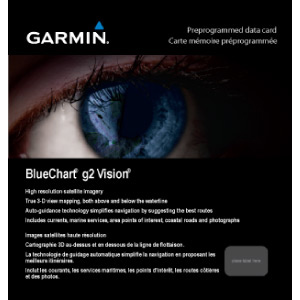 GARMIN.
Preprogrammed data card
Carte mémoire préprogrammée
BlueChart® g2 Vision®
High resolution satellite imagery
True 3-D view mapping, both above and below the waterline
Auto-guidance technology simplifies navigation by suggesting the best routes
Includes currents, marine services, area points of interest, coastal roads and photographs
Images satellites haute résolution
Cartographie 3D au-dessus et en dessous de la ligne de flottaison.
La technologie de guidage automatique simplifie la navigation en proposant les
meilleurs itinéraires.
Inclut les courants, les services maritimes, les points d'intérêt, les routes côtières
et des photos.